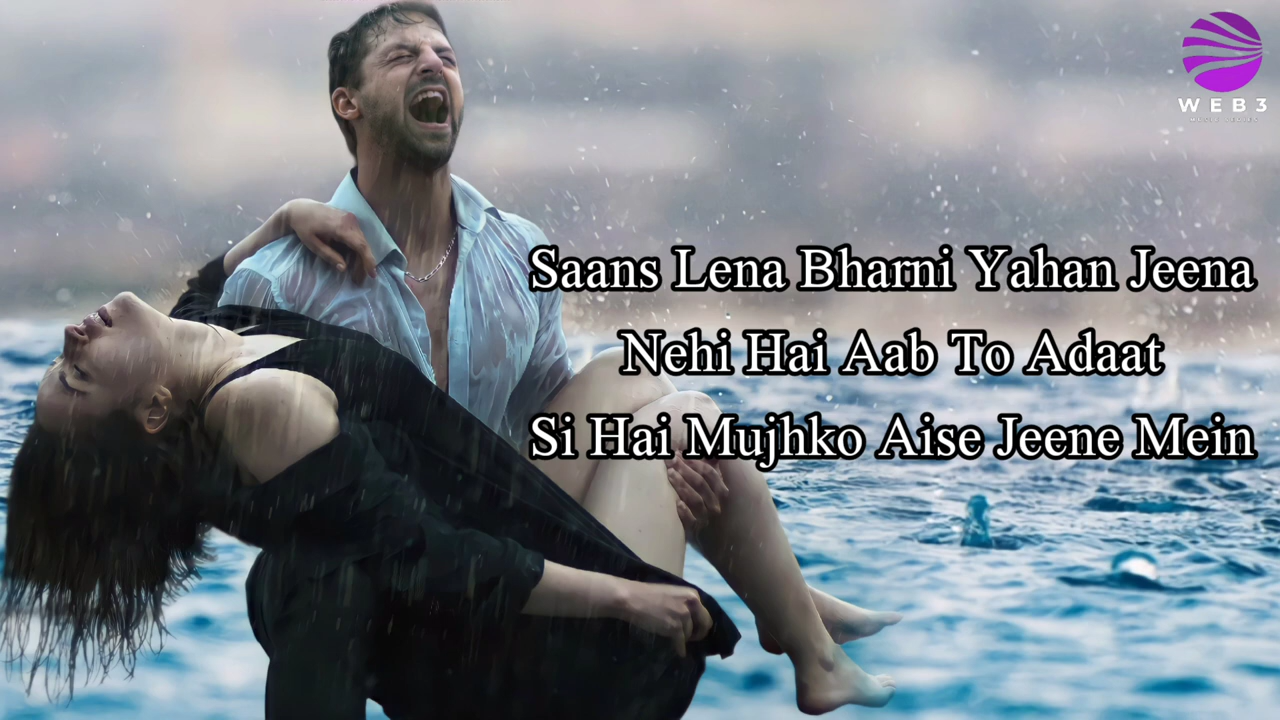 WEB3
Saans Lena Bharni Yahan Jeena
Nehi Hai Aab To Adaat
Si Hai Mujhko Aise Jeene Mein